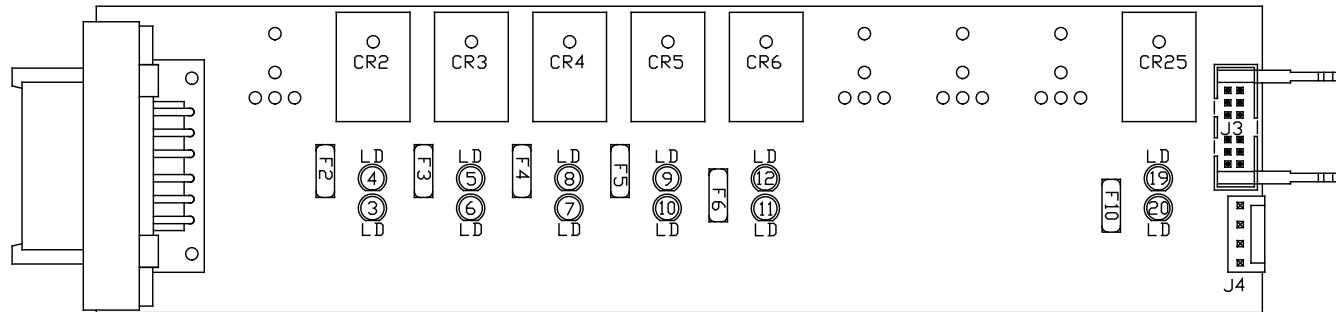 CR2 CR3 CR4 CR5 CR6 CR25
J3
LD LD LD LD LD LD
F2 4 F3 5 F4 8 F5 9 F6 12 F10 19
3 6 7 10 11 20
LD LD LD LD LD LD
J4